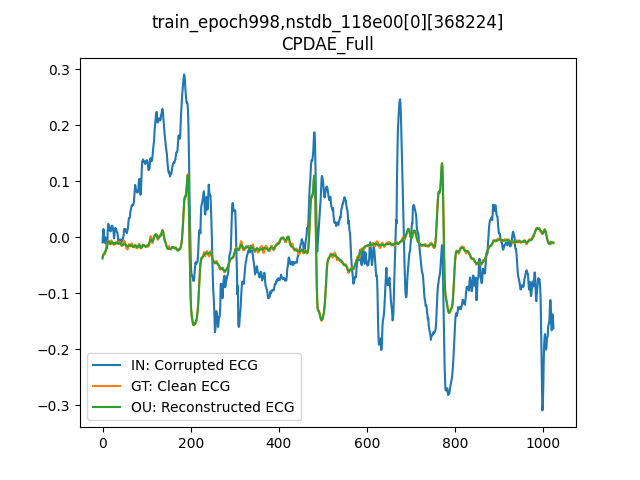 train_epoch998,nstdb_118e00[0][368224]
CPDAE_Full
0.3
0.2
0.1
0.0
−0.1
−0.2
−0.3
IN: Corrupted ECG
GT: Clean ECG
OU: Reconstructed ECG
0 200 400 600 800 1000